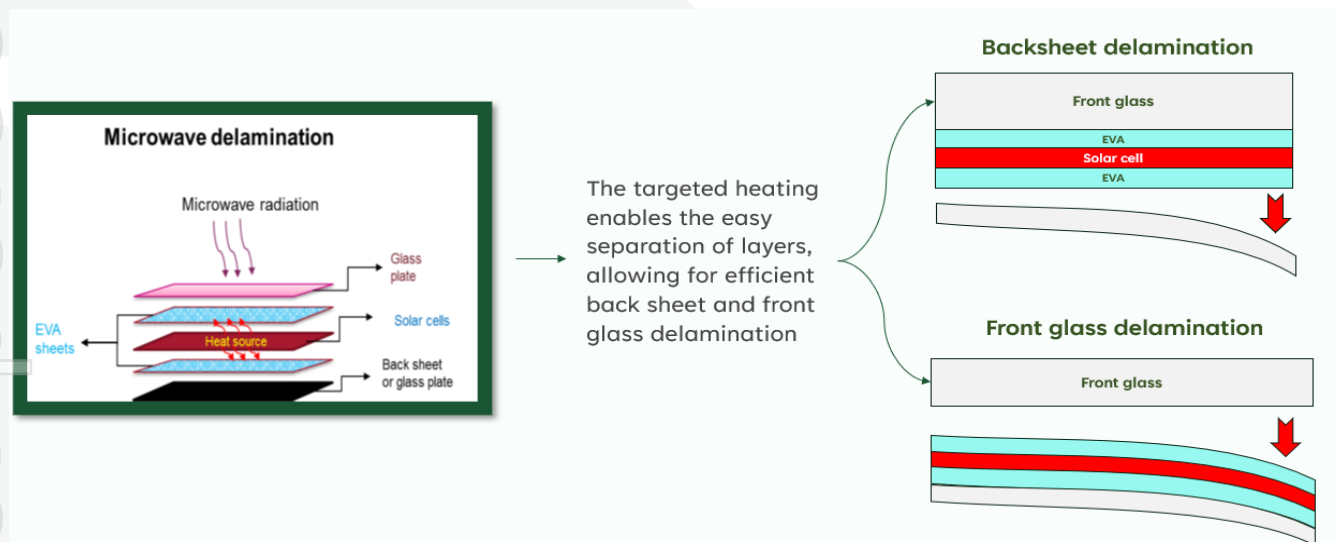 Microwave delamination
Microwave radiation
Glass
plate
EVA
sheets
Solar cells
Heat source
Back sheet
or glass plate
The targeted heating
enables the easy
separation of layers,
allowing for efficient
back sheet and front
glass delamination
Backsheet delamination
Front glass
EVA
Solar cell
EVA
Front glass delamination
Front glass